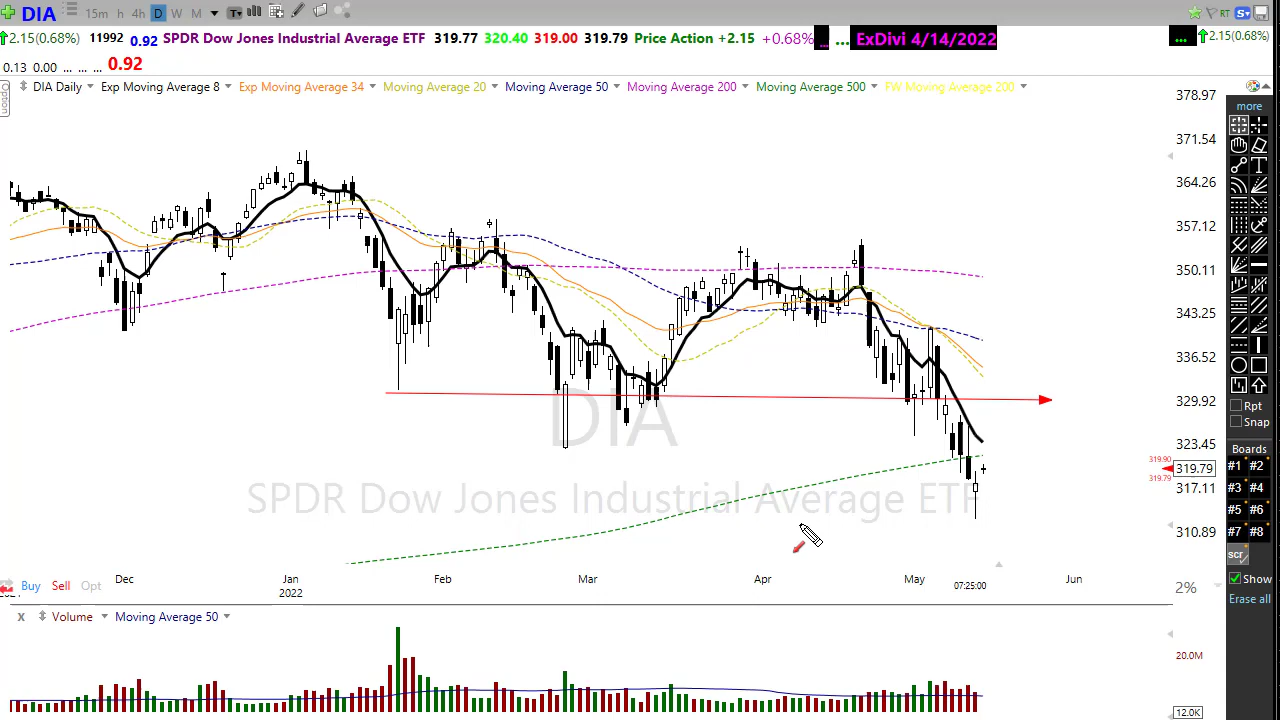 DIA 15m h 4h D W M T S RT S
2.15(0.68%) 11992 0.92 SPDR Dow Jones Industrial Average ETF 319.77 320.40 319.00 319.79 Price Action +2.15 +0.68% ... ... ExDivi 4/14/2022 ... 2.15(0.68%)
0.13 0.00 ... ... ... 0.92
Option
DIA Daily Exp Moving Average 8 Exp Moving Average 34 Moving Average 20 Moving Average 50 Moving Average 200 Moving Average 500 FW Moving Average 200
378.97
371.54
364.26
357.12
350.11
343.25
336.52
329.92
323.45
319.90
319.79 319.79
317.11
310.89
DIA
SPDR Dow Jones Industrial Average ETF
Dec Jan Feb Mar Apr May Jun
2022 07:25:00
Buy Sell Opt 2%
X Volume Moving Average 50
20.0M
12.0K
more
T
Rpt
Snap
Boards
#1 #2
#3 #4
#5 #6
#7 #8
scr
Show
Erase all